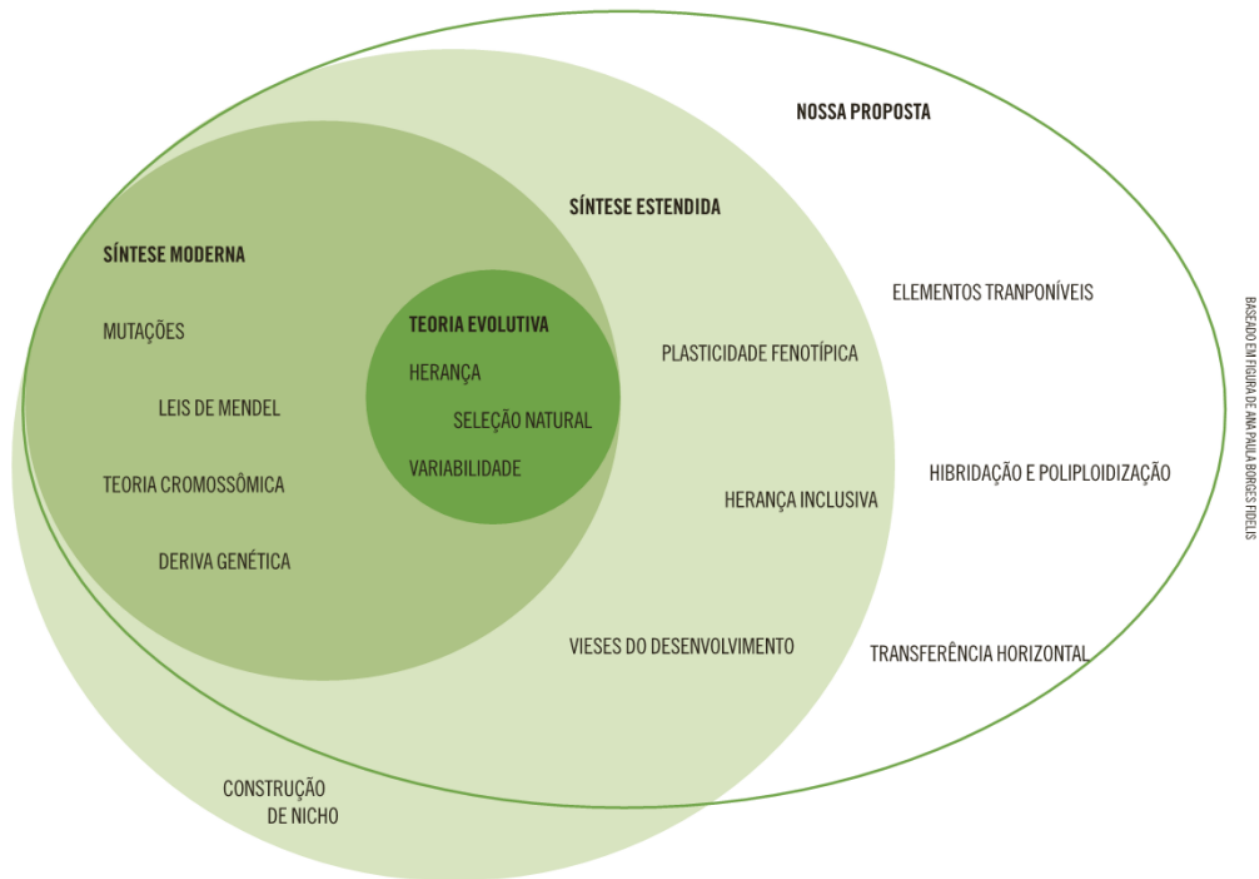 NOSSA PROPOSTA
SÍNTESE ESTENDIDA
SÍNTESE MODERNA
MUTAÇÕES
LEIS DE MENDEL
TEORIA CROMOSSÔMICA
DERIVA GENÉTICA
TEORIA EVOLUTIVA
HERANÇA
SELEÇÃO NATURAL
VARIABILIDADE
PLASTICIDADE FENOTÍPICA
HERANÇA INCLUSIVA
VIESES DO DESENVOLVIMENTO
CONSTRUÇÃO
DE NICHO
ELEMENTOS TRANPONÍVEIS
HIBRIDAÇÃO E POLIPLOIDIZAÇÃO
TRANSFERÊNCIA HORIZONTAL
BASEADO EM FIGURA DE ANA PAULA BORGES FIDELIS